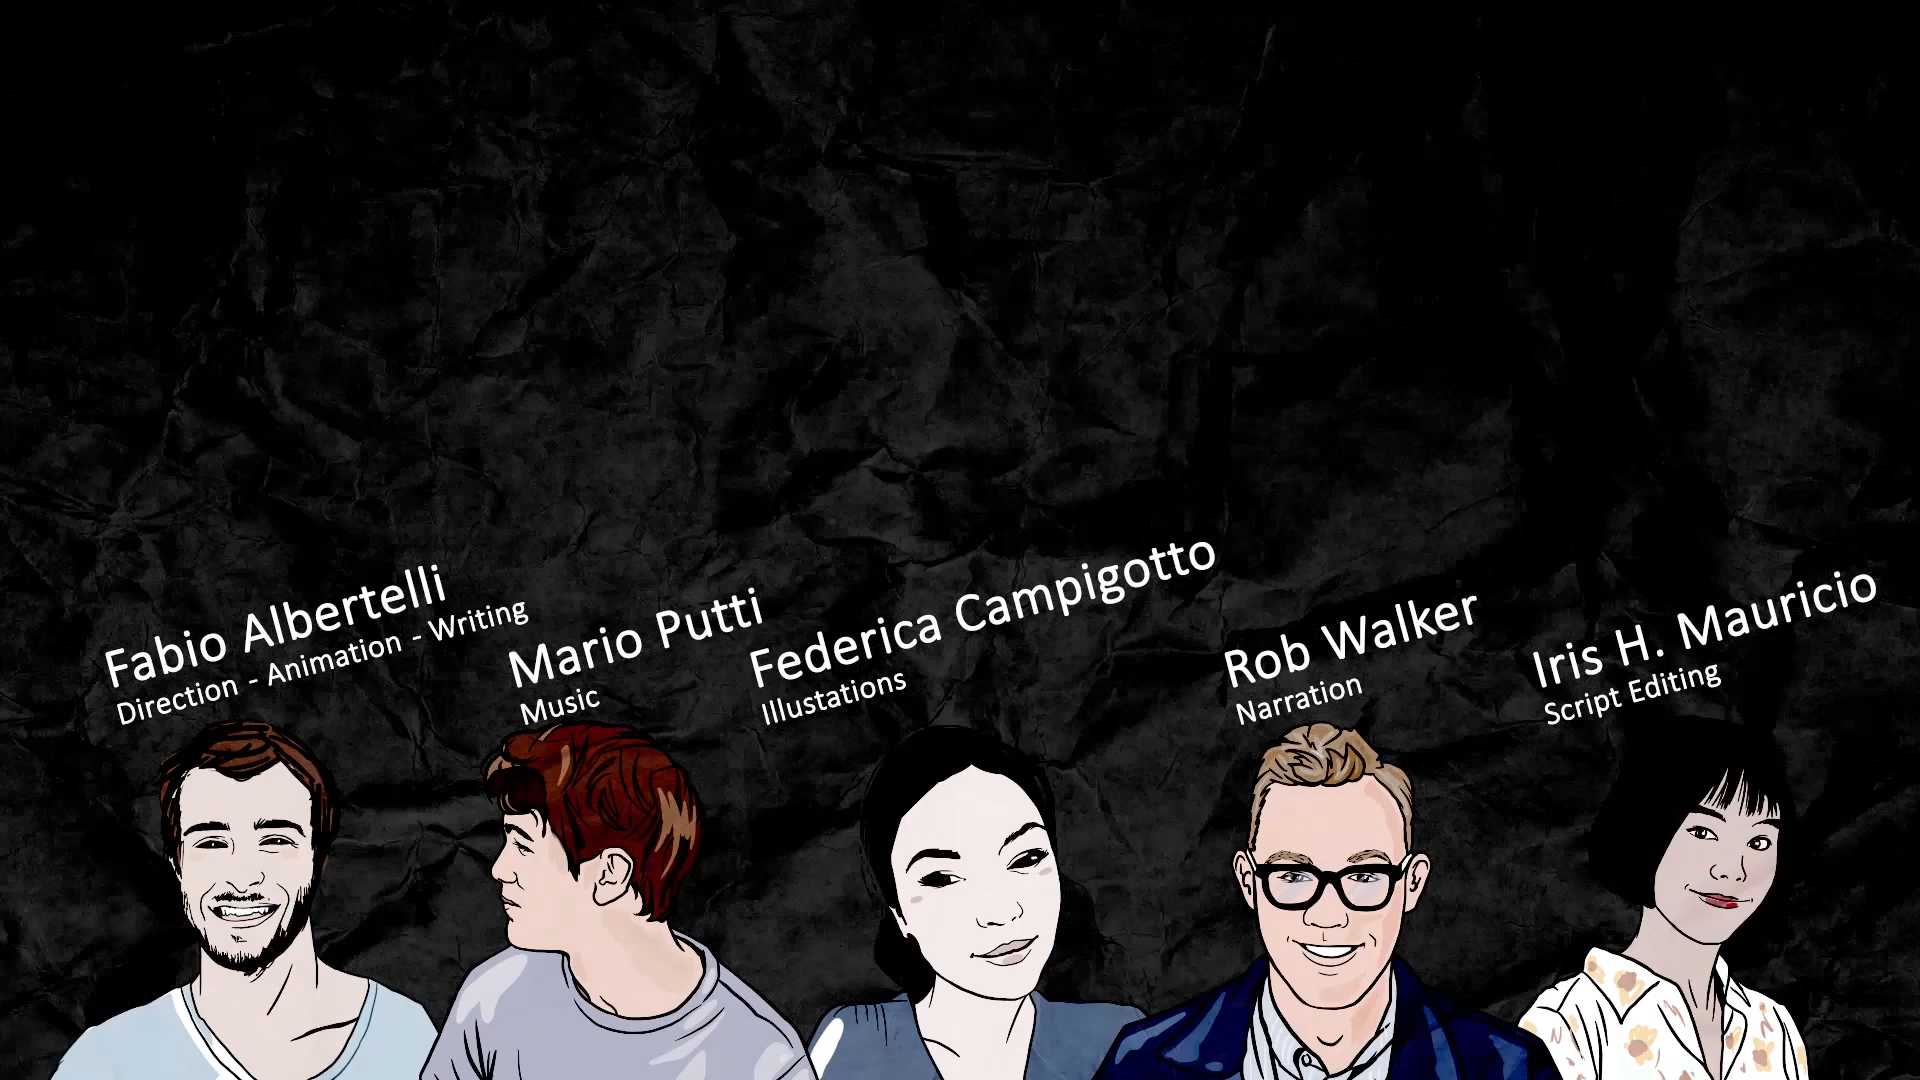 Fabio Albertelli
Direction - Animation - Writing
Mario Putti
Music
Federica Campigotto
Illustations
Rob Walker
Narration
Iris H. Mauricio
Script Editing